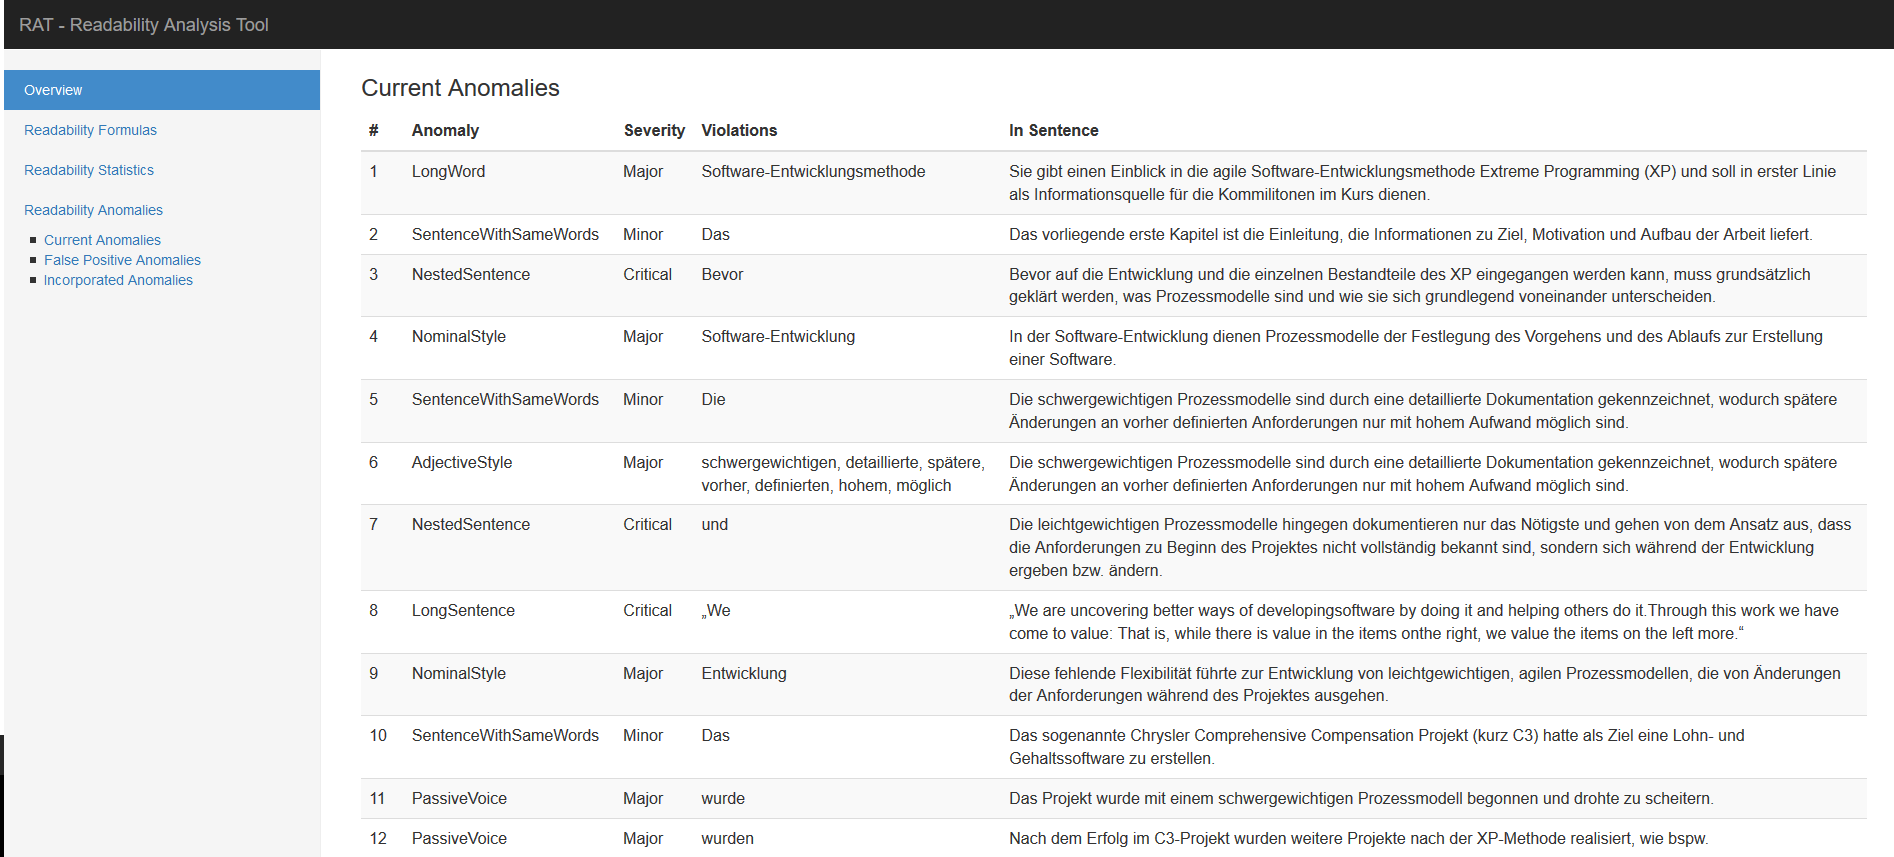 RAT - Readability Analysis Tool
Overview
Readability Formulas
Readability Statistics
Readability Anomalies
Current Anomalies
False Positive Anomalies
Incorporated Anomalies
Current Anomalies
# Anomaly Severity Violations In Sentence
1 LongWord Major Software-Entwicklungsmethode Sie gibt einen Einblick in die agile Software-Entwicklungsmethode Extreme Programming (XP) und soll in erster Linie
als Informationsquelle für die Kommilitonen im Kurs dienen.
2 SentenceWithSameWords Minor Das Das vorliegende erste Kapitel ist die Einleitung, die Informationen zu Ziel, Motivation und Aufbau der Arbeit liefert.
3 NestedSentence Critical Bevor Bevor auf die Entwicklung und die einzelnen Bestandteile des XP eingegangen werden kann, muss grundsätzlich
geklärt werden, was Prozessmodelle sind und wie sie sich grundlegend voneinander unterscheiden.
4 NominalStyle Major Software-Entwicklung In der Software-Entwicklung dienen Prozessmodelle der Festlegung des Vorgehens und des Ablaufs zur Erstellung
einer Software.
5 SentenceWithSameWords Minor Die Die schwergewichtigen Prozessmodelle sind durch eine detaillierte Dokumentation gekennzeichnet, wodurch spätere
Änderungen an vorher definierten Anforderungen nur mit hohem Aufwand möglich sind.
6 AdjectiveStyle Major schwergewichtigen, detaillierte, spätere, Die schwergewichtigen Prozessmodelle sind durch eine detaillierte Dokumentation gekennzeichnet, wodurch spätere
vorher, definierten, hohem, möglich Änderungen an vorher definierten Anforderungen nur mit hohem Aufwand möglich sind.
7 NestedSentence Critical und Die leichtgewichtigen Prozessmodelle hingegen dokumentieren nur das Nötigste und gehen von dem Ansatz aus, dass
die Anforderungen zu Beginn des Projektes nicht vollständig bekannt sind, sondern sich während der Entwicklung
ergeben bzw. ändern.
8 LongSentence Critical „We „We are uncovering better ways of developingsoftware by doing it and helping others do it.Through this work we have
come to value: That is, while there is value in the items onthe right, we value the items on the left more.“
9 NominalStyle Major Entwicklung Diese fehlende Flexibilität führte zur Entwicklung von leichtgewichtigen, agilen Prozessmodellen, die von Änderungen
der Anforderungen während des Projektes ausgehen.
10 SentenceWithSameWords Minor Das Das sogenannte Chrysler Comprehensive Compensation Projekt (kurz C3) hatte als Ziel eine Lohn- und
Gehaltssoftware zu erstellen.
11 PassiveVoice Major wurde Das Projekt wurde mit einem schwergewichtigen Prozessmodell begonnen und drohte zu scheitern.
12 PassiveVoice Major wurden Nach dem Erfolg im C3-Projekt wurden weitere Projekte nach der XP-Methode realisiert, wie bspw.